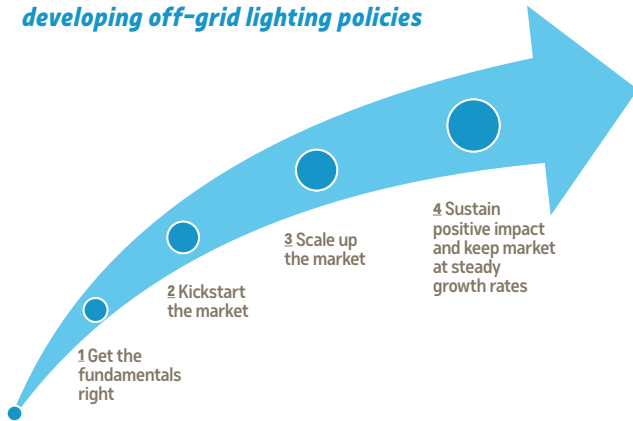 developing off-grid lighting policies
4 Sustain
positive impact
and keep market
at steady
growth rates
3 Scale up
the market
2 Kickstart
the market
1 Get the
fundamentals
right